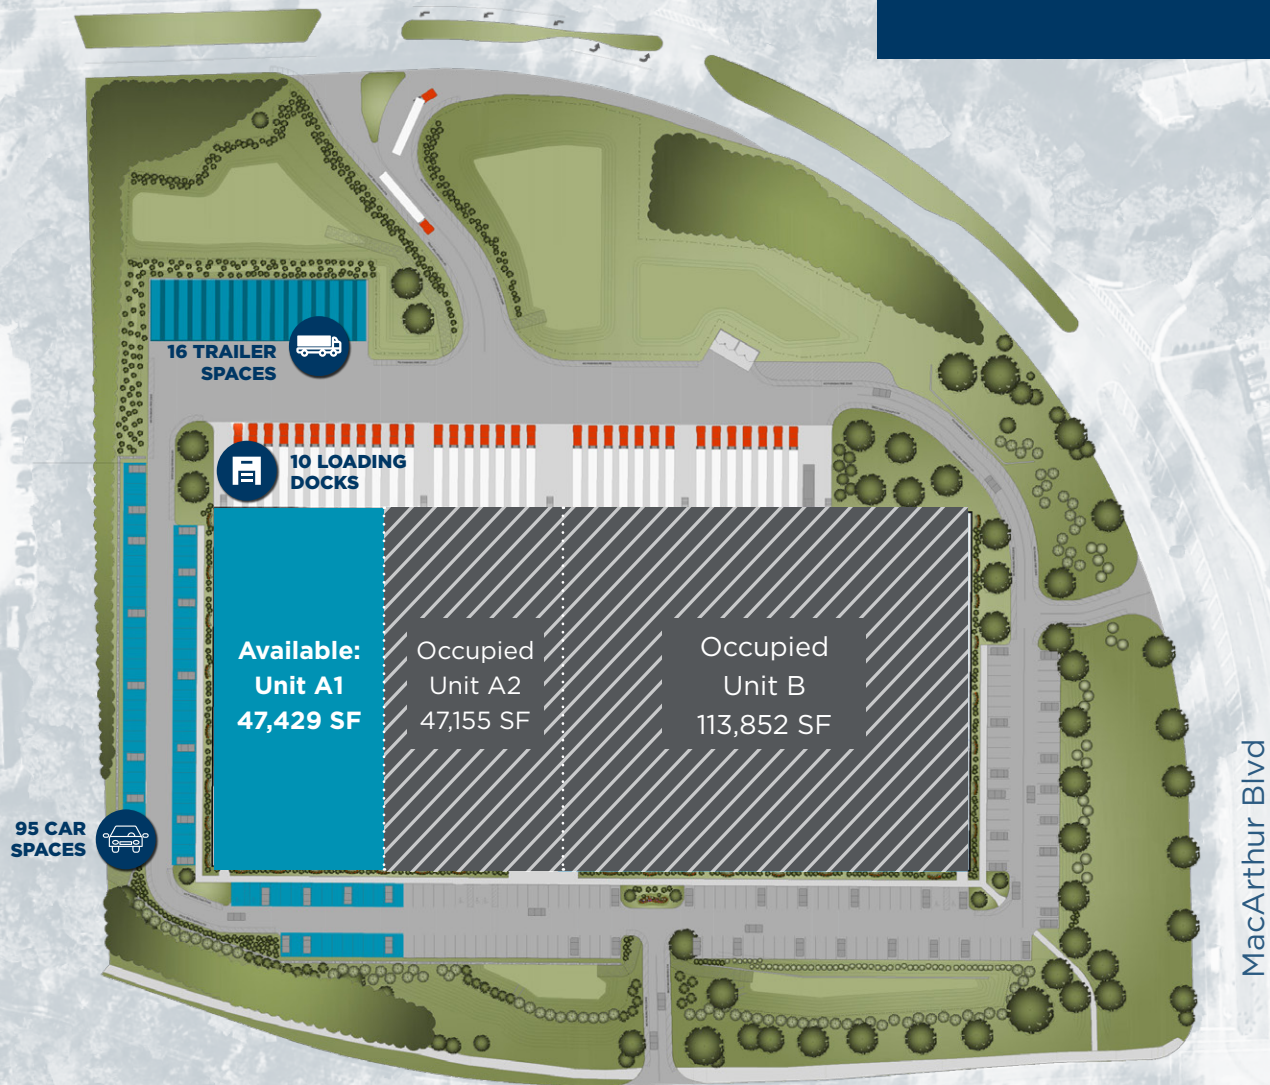 16 TRAILER
SPACES
10 LOADING
DOCKS
Available:
Unit A1
47,429 SF
Occupied
Unit A2
47,155 SF
Occupied
Unit B
113,852 SF
95 CAR
SPACES
MacArthur Blvd